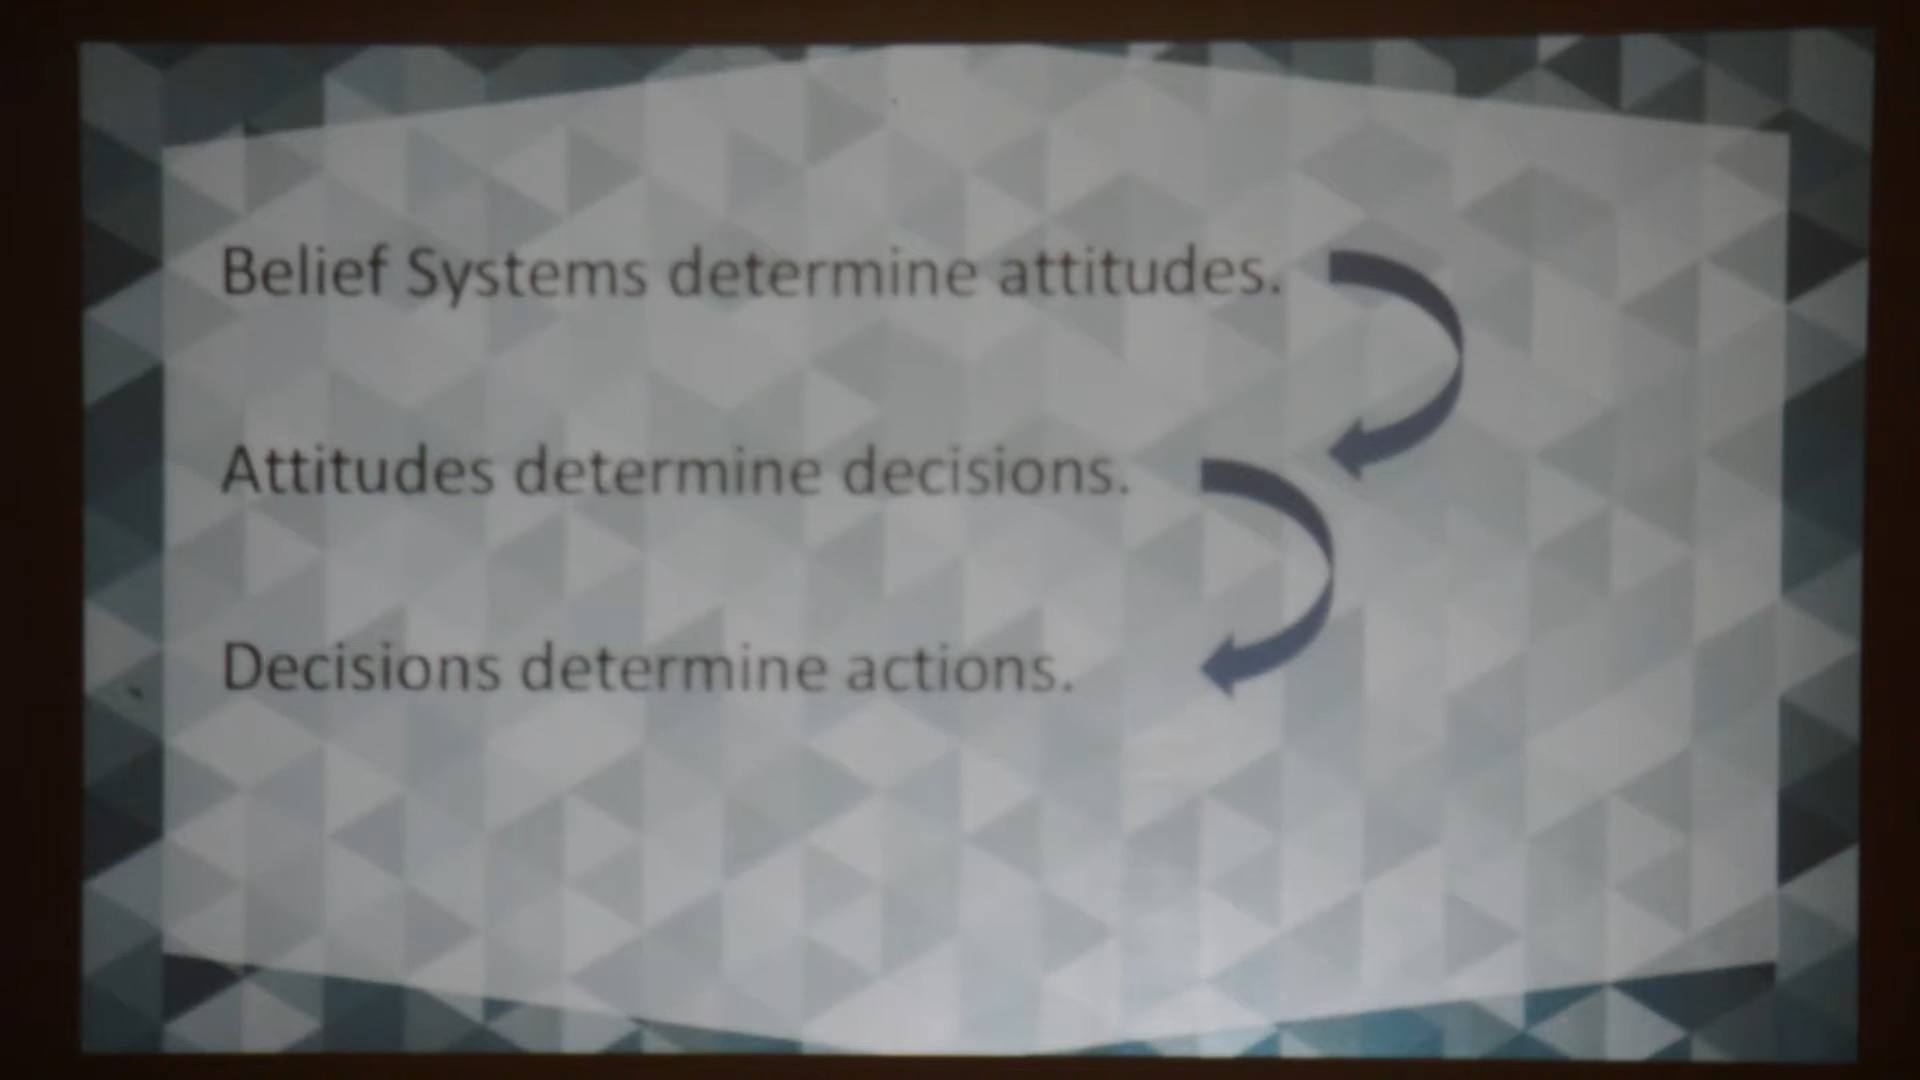 Belief Systems determine attitudes.
Attitudes determine decisions.
Decisions determine actions.